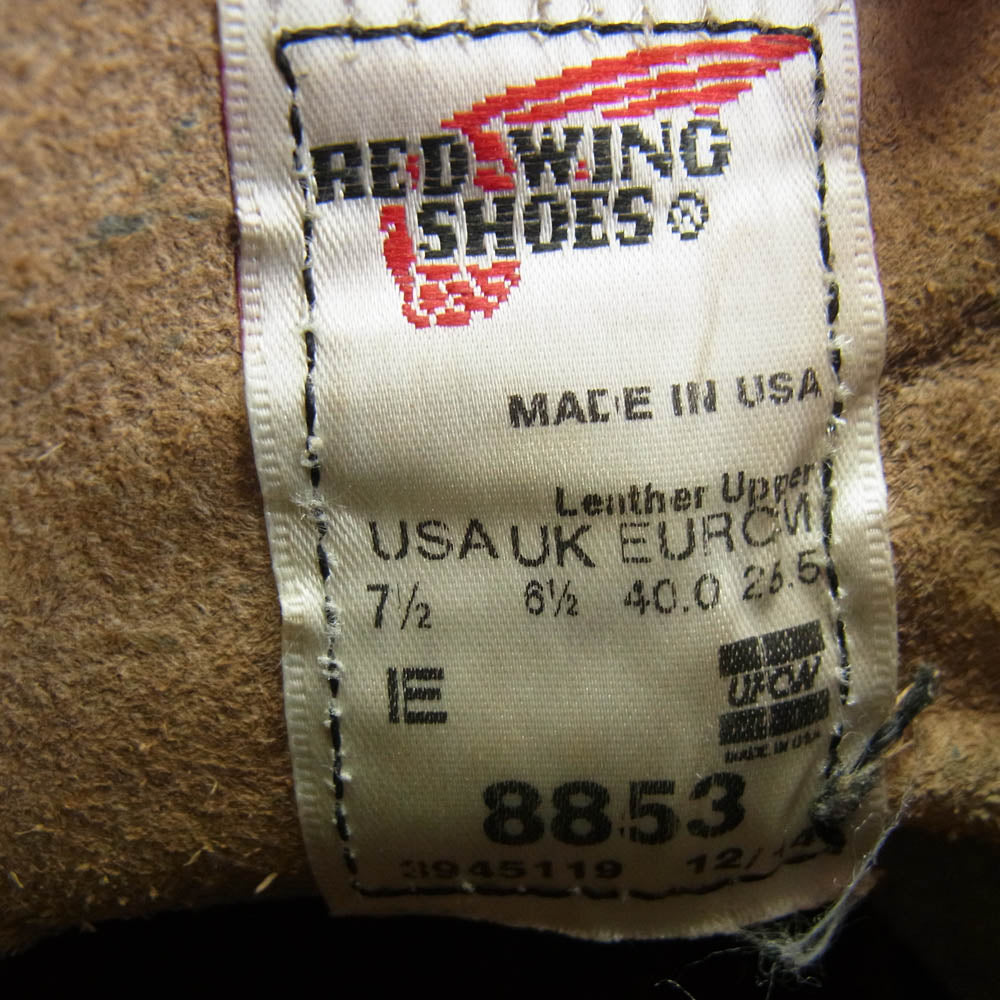 RED WING
SHOES®
MADE IN USA
Leather Upper
USA UK EUR CM
7½ 6½ 40.0 26.5
E
UFCW
MADE IN USA
8853
3945119 12/14